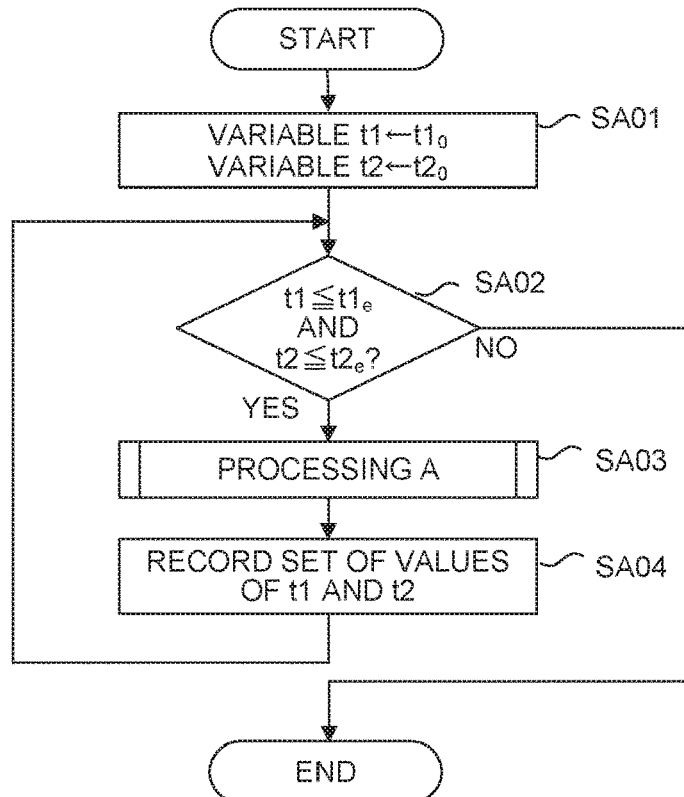 START
VARIABLE t1←t1₀
VARIABLE t2←t2₀
SA01
t1≦t1ₑ
AND
t2≦t2ₑ?
SA02
NO
YES
PROCESSING A
SA03
RECORD SET OF VALUES
OF t1 AND t2
SA04
END